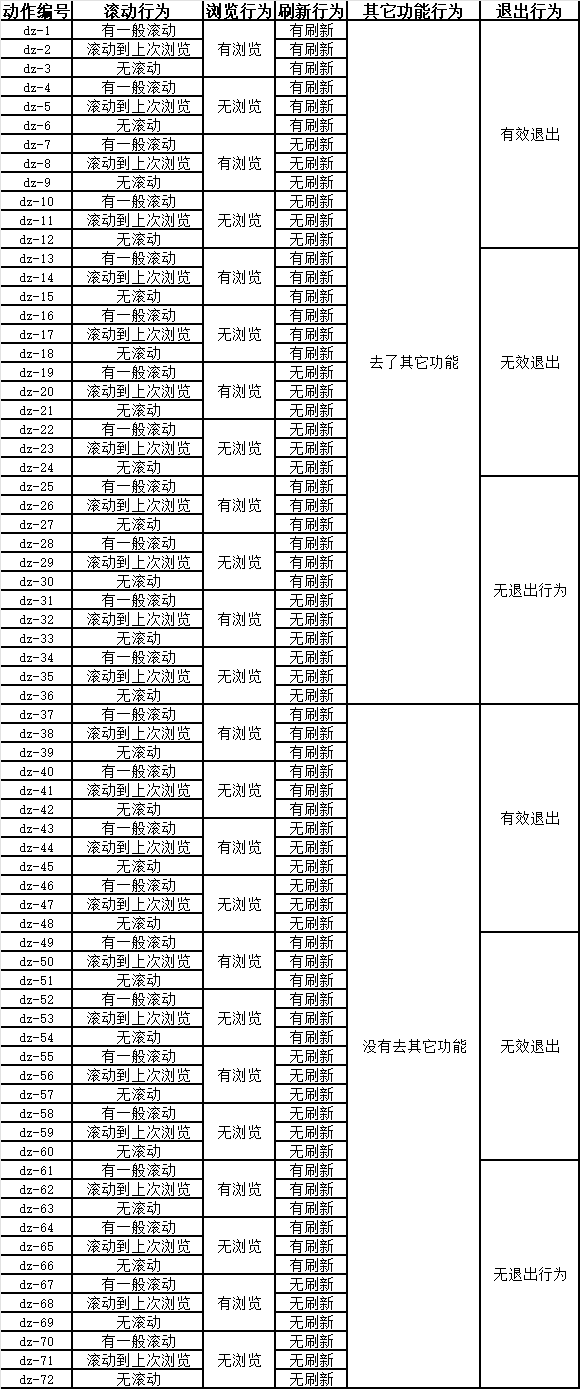 动作编号 滚动行为 浏览行为 刷新行为 其它功能行为 退出行为
dz-1 有一般滚动 有刷新
dz-2 滚动到上次浏览 有浏览 有刷新
dz-3 无滚动 有刷新
dz-4 有一般滚动 有刷新
dz-5 滚动到上次浏览 无浏览 有刷新
dz-6 无滚动 有刷新
有效退出
dz-7 有一般滚动 无刷新
dz-8 滚动到上次浏览 有浏览 无刷新
dz-9 无滚动 无刷新
dz-10 有一般滚动 无刷新
dz-11 滚动到上次浏览 无浏览 无刷新
dz-12 无滚动 无刷新
dz-13 有一般滚动 有刷新
dz-14 滚动到上次浏览 有浏览 有刷新
dz-15 无滚动 有刷新
dz-16 有一般滚动 有刷新
dz-17 滚动到上次浏览 无浏览 有刷新
dz-18 无滚动 有刷新
去了其它功能 无效退出
dz-19 有一般滚动 无刷新
dz-20 滚动到上次浏览 有浏览 无刷新
dz-21 无滚动 无刷新
dz-22 有一般滚动 无刷新
dz-23 滚动到上次浏览 无浏览 无刷新
dz-24 无滚动 无刷新
dz-25 有一般滚动 有刷新
dz-26 滚动到上次浏览 有浏览 有刷新
dz-27 无滚动 有刷新
dz-28 有一般滚动 有刷新
dz-29 滚动到上次浏览 无浏览 有刷新
dz-30 无滚动 有刷新
无退出行为
dz-31 有一般滚动 无刷新
dz-32 滚动到上次浏览 有浏览 无刷新
dz-33 无滚动 无刷新
dz-34 有一般滚动 无刷新
dz-35 滚动到上次浏览 无浏览 无刷新
dz-36 无滚动 无刷新
dz-37 有一般滚动 有刷新
dz-38 滚动到上次浏览 有浏览 有刷新
dz-39 无滚动 有刷新
dz-40 有一般滚动 有刷新
dz-41 滚动到上次浏览 无浏览 有刷新
dz-42 无滚动 有刷新
有效退出
dz-43 有一般滚动 无刷新
dz-44 滚动到上次浏览 有浏览 无刷新
dz-45 无滚动 无刷新
dz-46 有一般滚动 无刷新
dz-47 滚动到上次浏览 无浏览 无刷新
dz-48 无滚动 无刷新
dz-49 有一般滚动 有刷新
dz-50 滚动到上次浏览 有浏览 有刷新
dz-51 无滚动 有刷新
dz-52 有一般滚动 有刷新
dz-53 滚动到上次浏览 无浏览 有刷新
dz-54 无滚动 有刷新
没有去其它功能 无效退出
dz-55 有一般滚动 无刷新
dz-56 滚动到上次浏览 有浏览 无刷新
dz-57 无滚动 无刷新
dz-58 有一般滚动 无刷新
dz-59 滚动到上次浏览 无浏览 无刷新
dz-60 无滚动 无刷新
dz-61 有一般滚动 有刷新
dz-62 滚动到上次浏览 有浏览 有刷新
dz-63 无滚动 有刷新
dz-64 有一般滚动 有刷新
dz-65 滚动到上次浏览 无浏览 有刷新
dz-66 无滚动 有刷新
无退出行为
dz-67 有一般滚动 无刷新
dz-68 滚动到上次浏览 有浏览 无刷新
dz-69 无滚动 无刷新
dz-70 有一般滚动 无刷新
dz-71 滚动到上次浏览 无浏览 无刷新
dz-72 无滚动 无刷新